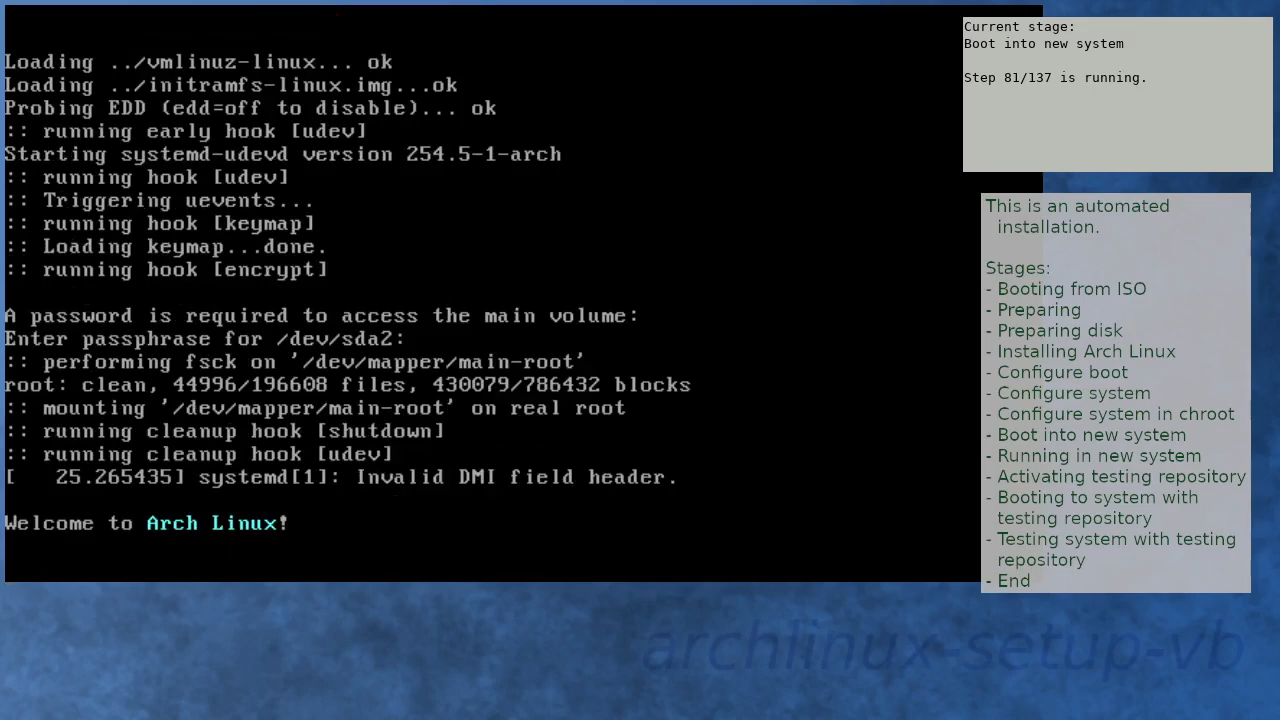 Loading ../vmlinuz-linux... ok
Loading ../initramfs-linux.img...ok
Probing EDD (edd=off to disable)... ok
:: running early hook [udev]
Starting systemd-udevd version 254.5-1-arch
:: running hook [udev]
:: Triggering uevents...
:: running hook [keymap]
:: Loading keymap...done.
:: running hook [encrypt]
A password is required to access the main volume:
Enter passphrase for /dev/sda2:
:: performing fsck on '/dev/mapper/main-root'
root: clean, 44996/196608 files, 430079/786432 blocks
:: mounting '/dev/mapper/main-root' on real root
:: running cleanup hook [shutdown]
:: running cleanup hook [udev]
[   25.265435] systemd[1]: Invalid DMI field header.
Welcome to Arch Linux!
Current stage:
Boot into new system
Step 81/137 is running.
This is an automated
installation.
Stages:
- Booting from ISO
- Preparing
- Preparing disk
- Installing Arch Linux
- Configure boot
- Configure system
- Configure system in chroot
- Boot into new system
- Running in new system
- Activating testing repository
- Booting to system with
testing repository
- Testing system with testing
repository
- End
archlinux-setup-vb